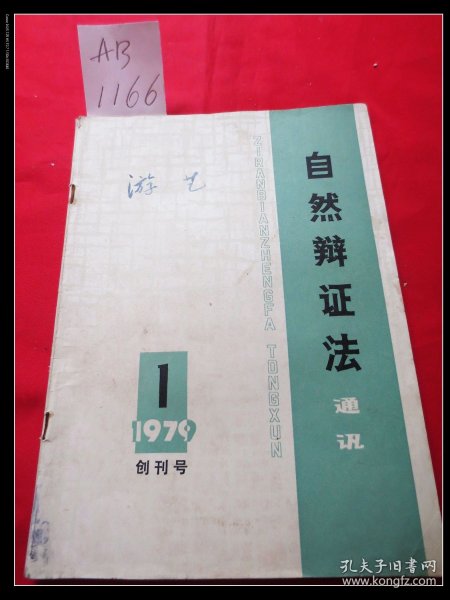 AB
1166
游艺
ZIRANBIANZHENGFA TONGXUN
自然辩证法
通讯
1
1979
创刊号
孔夫子旧书网
www.kongfz.com